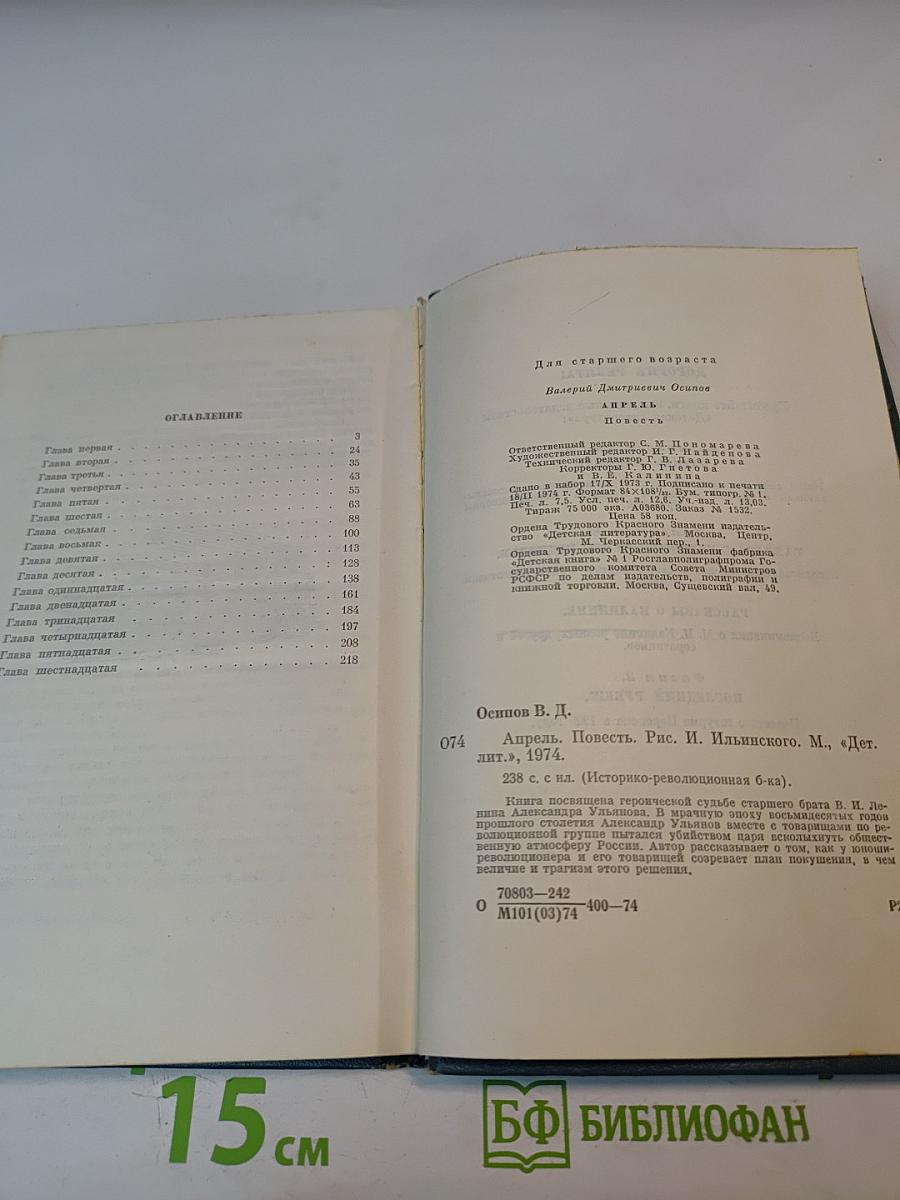 ОГЛАВЛЕНИЕ
Глава первая . . . . . . . . . . . . . . 3
Глава вторая . . . . . . . . . . . . . . 24
Глава третья . . . . . . . . . . . . . . 35
Глава четвертая . . . . . . . . . . . . . . 43
Глава пятая . . . . . . . . . . . . . . 55
Глава шестая . . . . . . . . . . . . . . 63
Глава седьмая . . . . . . . . . . . . . . 88
Глава восьмая . . . . . . . . . . . . . . 100
Глава девятая . . . . . . . . . . . . . . 113
Глава десятая . . . . . . . . . . . . . . 128
Глава одиннадцатая . . . . . . . . . . . . . . 138
Глава двенадцатая . . . . . . . . . . . . . . 161
Глава тринадцатая . . . . . . . . . . . . . . 184
Глава четырнадцатая . . . . . . . . . . . . . . 197
Глава пятнадцатая . . . . . . . . . . . . . . 208
Глава шестнадцатая . . . . . . . . . . . . . . 218
Для старшего возраста
Валерий Дмитриевич Осипов
АПРЕЛЬ
Повесть
Ответственный редактор С. М. Пономарева
Художественный редактор И. Г. Найденова
Технический редактор Г. В. Лазарева
Корректоры Г. Ю. Гнетова
и В. Е. Калинина
Сдано в набор 17/X 1973 г. Подписано к печати
18/II 1974 г. Формат 84×108¹/₃₂. Бум. типогр. № 1.
Печ. л. 7,5. Усл. печ. л. 12,6. Уч.-изд. л. 13,03.
Тираж 75 000 экз. А03680. Заказ № 1532.
Цена 58 коп.
Ордена Трудового Красного Знамени издатель-
ство «Детская литература». Москва, Центр,
М. Черкасский пер., 1.
Ордена Трудового Красного Знамени фабрика
«Детская книга» № 1 Росглавполиграфпрома Го-
сударственного комитета Совета Министров
РСФСР по делам издательств, полиграфии и
книжной торговли. Москва, Сущевский вал, 49.
Осипов В. Д.
074 Апрель. Повесть. Рис. И. Ильинского. М., «Дет.
лит.», 1974.
238 с. с ил. (Историко-революционная б-ка).
Книга посвящена героической судьбе старшего брата В. И. Ле-
нина Александра Ульянова. В мрачную эпоху восьмидесятых годов
прошлого столетия Александр Ульянов вместе с товарищами по ре-
волюционной группе пытался убийством царя всколыхнуть общест-
венную атмосферу России. Автор рассказывает о том, как у юноши-
революционера и его товарищей созревает план покушения, в чем
величие и трагизм этого решения.
О 70803—242
М101(03)74 400—74
15 см
БФ БИБЛИОФАН